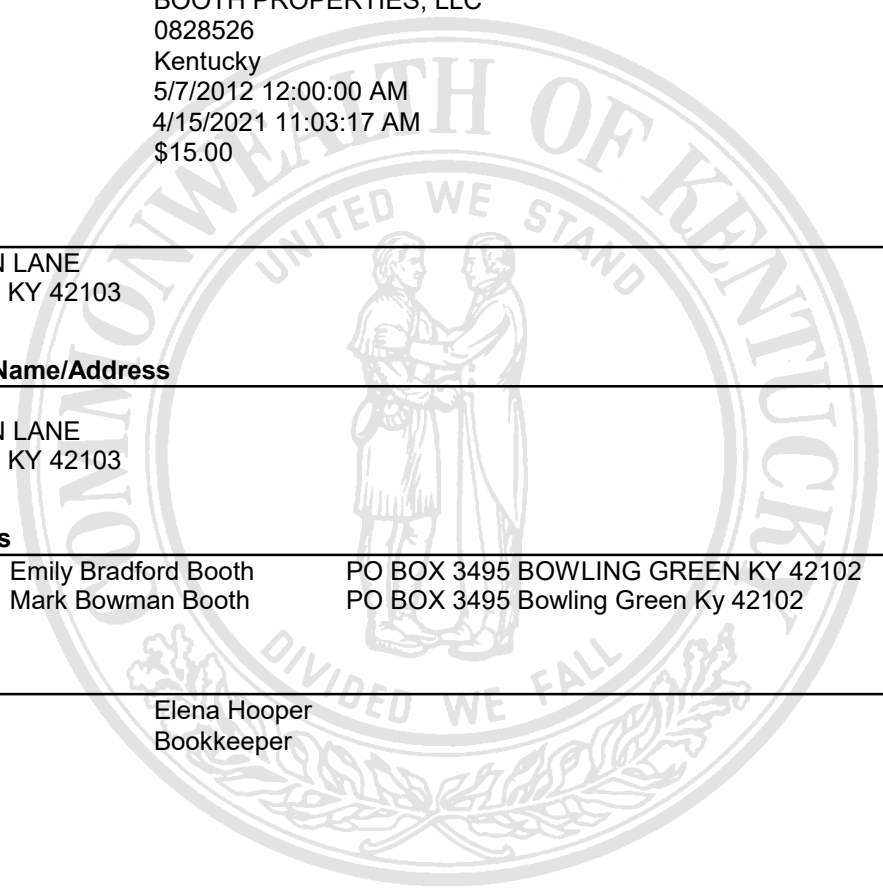 BOOTH PROPERTIES, LLC
0828526
Kentucky
5/7/2012 12:00:00 AM
4/15/2021 11:03:17 AM
$15.00
N LANE
KY 42103
Name/Address
N LANE
KY 42103
s
Emily Bradford Booth PO BOX 3495 BOWLING GREEN KY 42102
Mark Bowman Booth PO BOX 3495 Bowling Green Ky 42102
Elena Hooper
Bookkeeper
COMMONWEALTH OF KENTUCKY
UNITED WE STAND
DIVIDED WE FALL